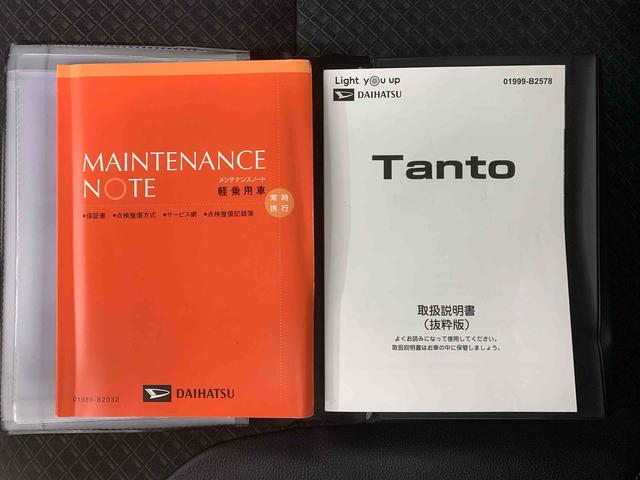 MAINTENANCE
NOTE
メンテナンスノート
軽乗用車
常時
携行
•保証書 •点検整備方式 •サービス網 •点検整備記録簿
01989-B2032
DAIHATSU
Light you up
DAIHATSU
01999-B2578
Tanto
取扱説明書
（抜粋版）
よくお読みになって使用してください。
取扱説明書はお車の中に保管しましょう。